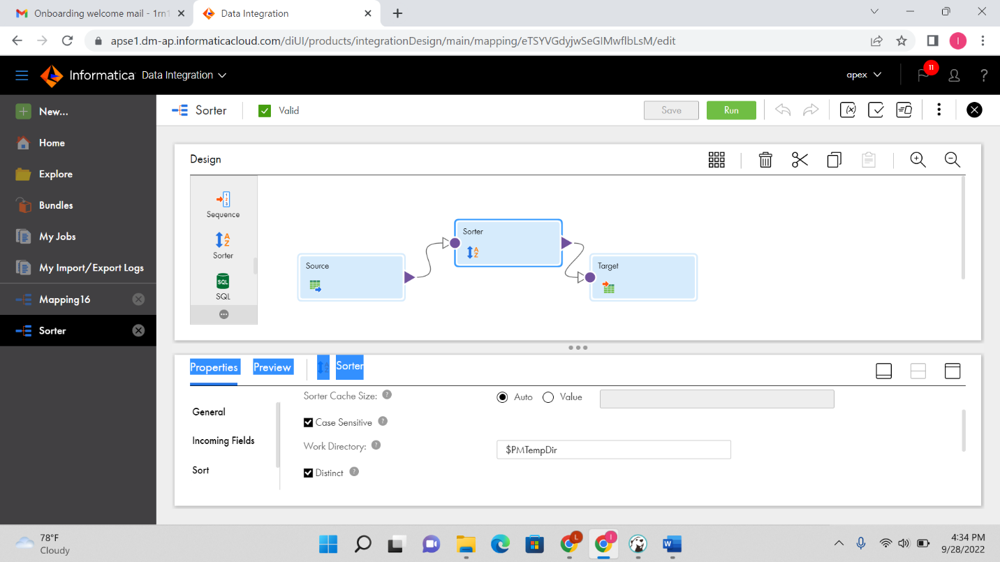 Onboarding welcome mail - 1rn1
Data Integration
apse1.dm-ap.informaticacloud.com/diUI/products/integrationDesign/main/mapping/eTSYVGdyjwSeGIMwflbLsM/edit
I
Informatica Data Integration
apex
11
?
New...
Home
Explore
Bundles
My Jobs
My Import/Export Logs
Mapping16
Sorter
Sorter
Valid
Save
Run
Design
Sequence
Sorter
SQL
SQL
Source
Sorter
Target
Properties
Preview
Sorter
General
Incoming Fields
Sort
Sorter Cache Size: ?
Auto
Value
Case Sensitive ?
Work Directory: ?
$PMTempDir
Distinct ?
78°F
Cloudy
L
I
4:34 PM
9/28/2022